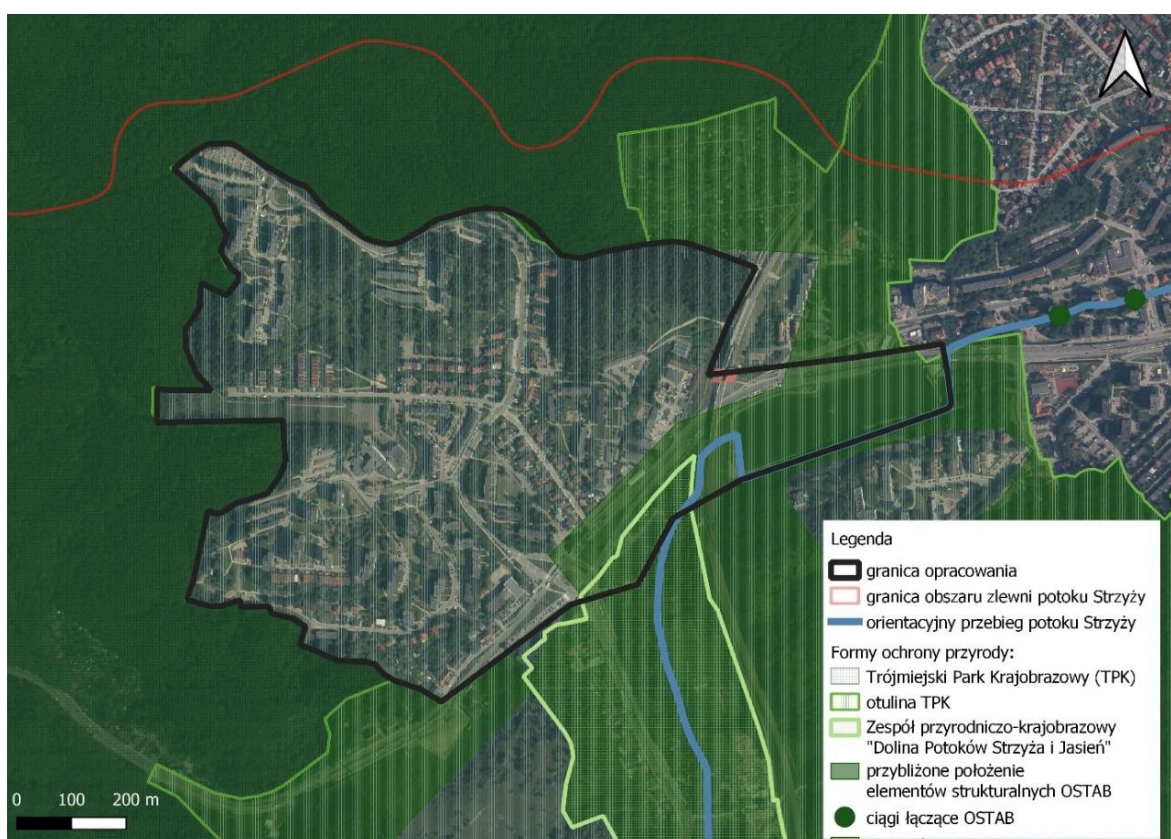 Legenda
granica opracowania
granica obszaru zlewni potoku Strzyży
orientacyjny przebieg potoku Strzyży
Formy ochrony przyrody:
Trójmiejski Park Krajobrazowy (TPK)
otulina TPK
Zespół przyrodniczo-krajobrazowy
"Dolina Potoków Strzyża i Jasień"
przybliżone położenie
elementów strukturalnych OSTAB
ciągi łączące OSTAB
0 100 200 m